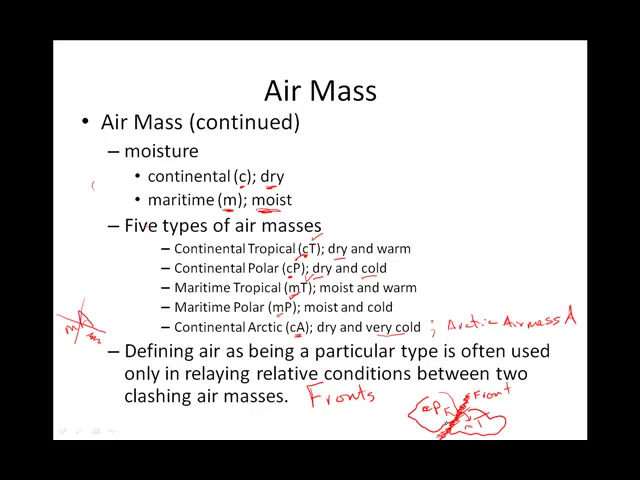 Air Mass
• Air Mass (continued)
– moisture
• continental (c); dry
• maritime (m); moist
– Five types of air masses
– Continental Tropical (cT); dry and warm
– Continental Polar (cP); dry and cold
– Maritime Tropical (mT); moist and warm
– Maritime Polar (mP); moist and cold
– Continental Arctic (cA); dry and very cold ; Arctic Airmass A
mA
– Defining air as being a particular type is often used
only in relaying relative conditions between two
clashing air masses. Fronts
Front
cP
mT